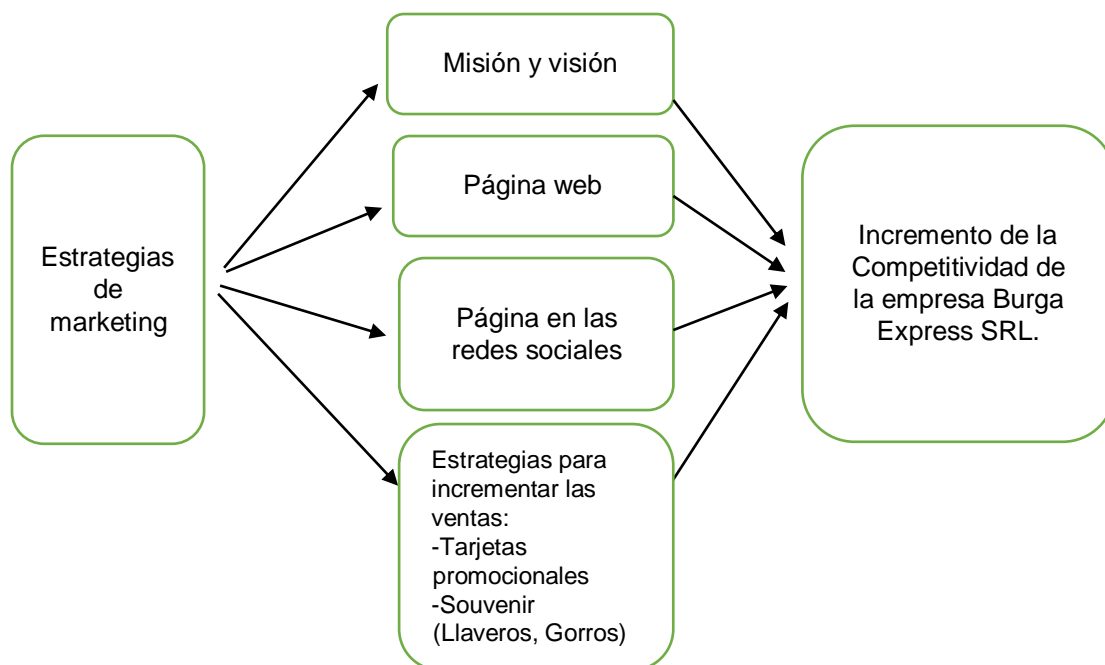 Misión y visión
Página web
Estrategias
de
marketing
Página en las
redes sociales
Estrategias para
incrementar las
ventas:
-Tarjetas
promocionales
-Souvenir
(Llaveros, Gorros)
Incremento de la
Competitividad de
la empresa Burga
Express SRL.